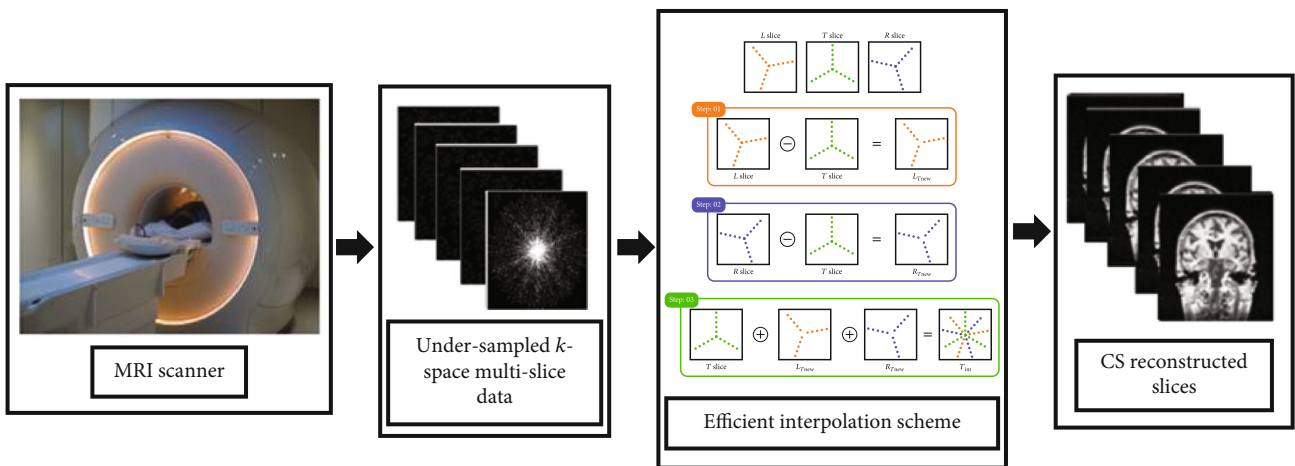 L slice
T slice
R slice
Step: 01
− =
L slice
T slice
L_Tnew
Step: 02
− =
R slice
T slice
R_Tnew
Step: 03
+ + =
T slice
L_Tnew
R_Tnew
T_int
MRI scanner
Under-sampled k-
space multi-slice
data
Efficient interpolation scheme
CS reconstructed
slices